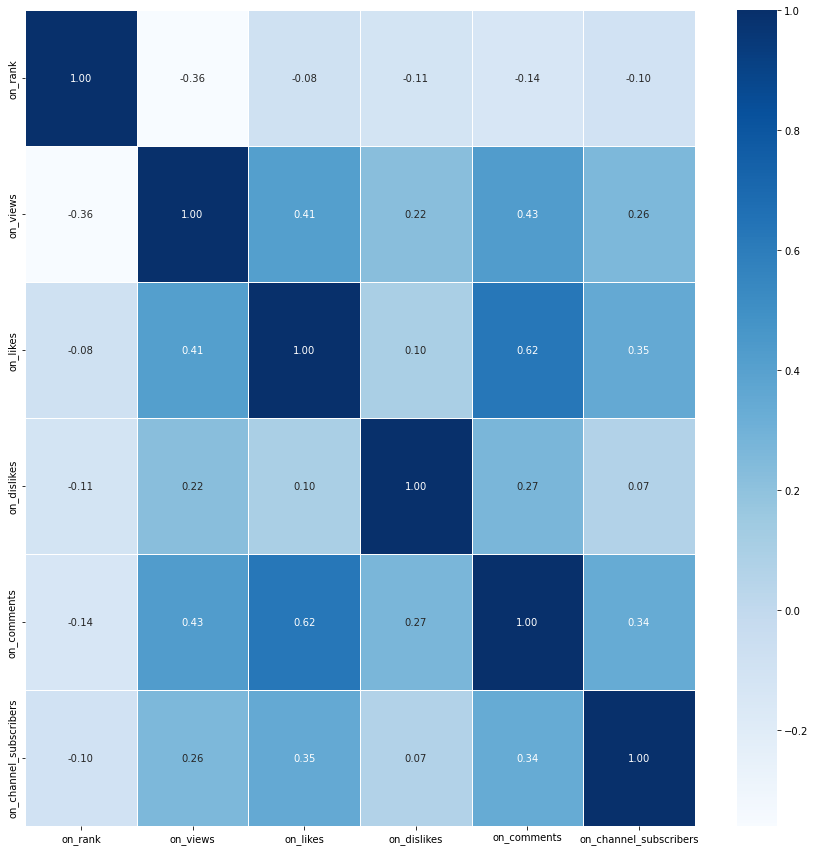 on_rank
1.00 -0.36 -0.08 -0.11 -0.14 -0.10
on_views
-0.36 1.00 0.41 0.22 0.43 0.26
on_likes
-0.08 0.41 1.00 0.10 0.62 0.35
on_dislikes
-0.11 0.22 0.10 1.00 0.27 0.07
on_comments
-0.14 0.43 0.62 0.27 1.00 0.34
on_channel_subscribers
-0.10 0.26 0.35 0.07 0.34 1.00
on_rank on_views on_likes on_dislikes on_comments on_channel_subscribers
1.0
0.8
0.6
0.4
0.2
0.0
−0.2